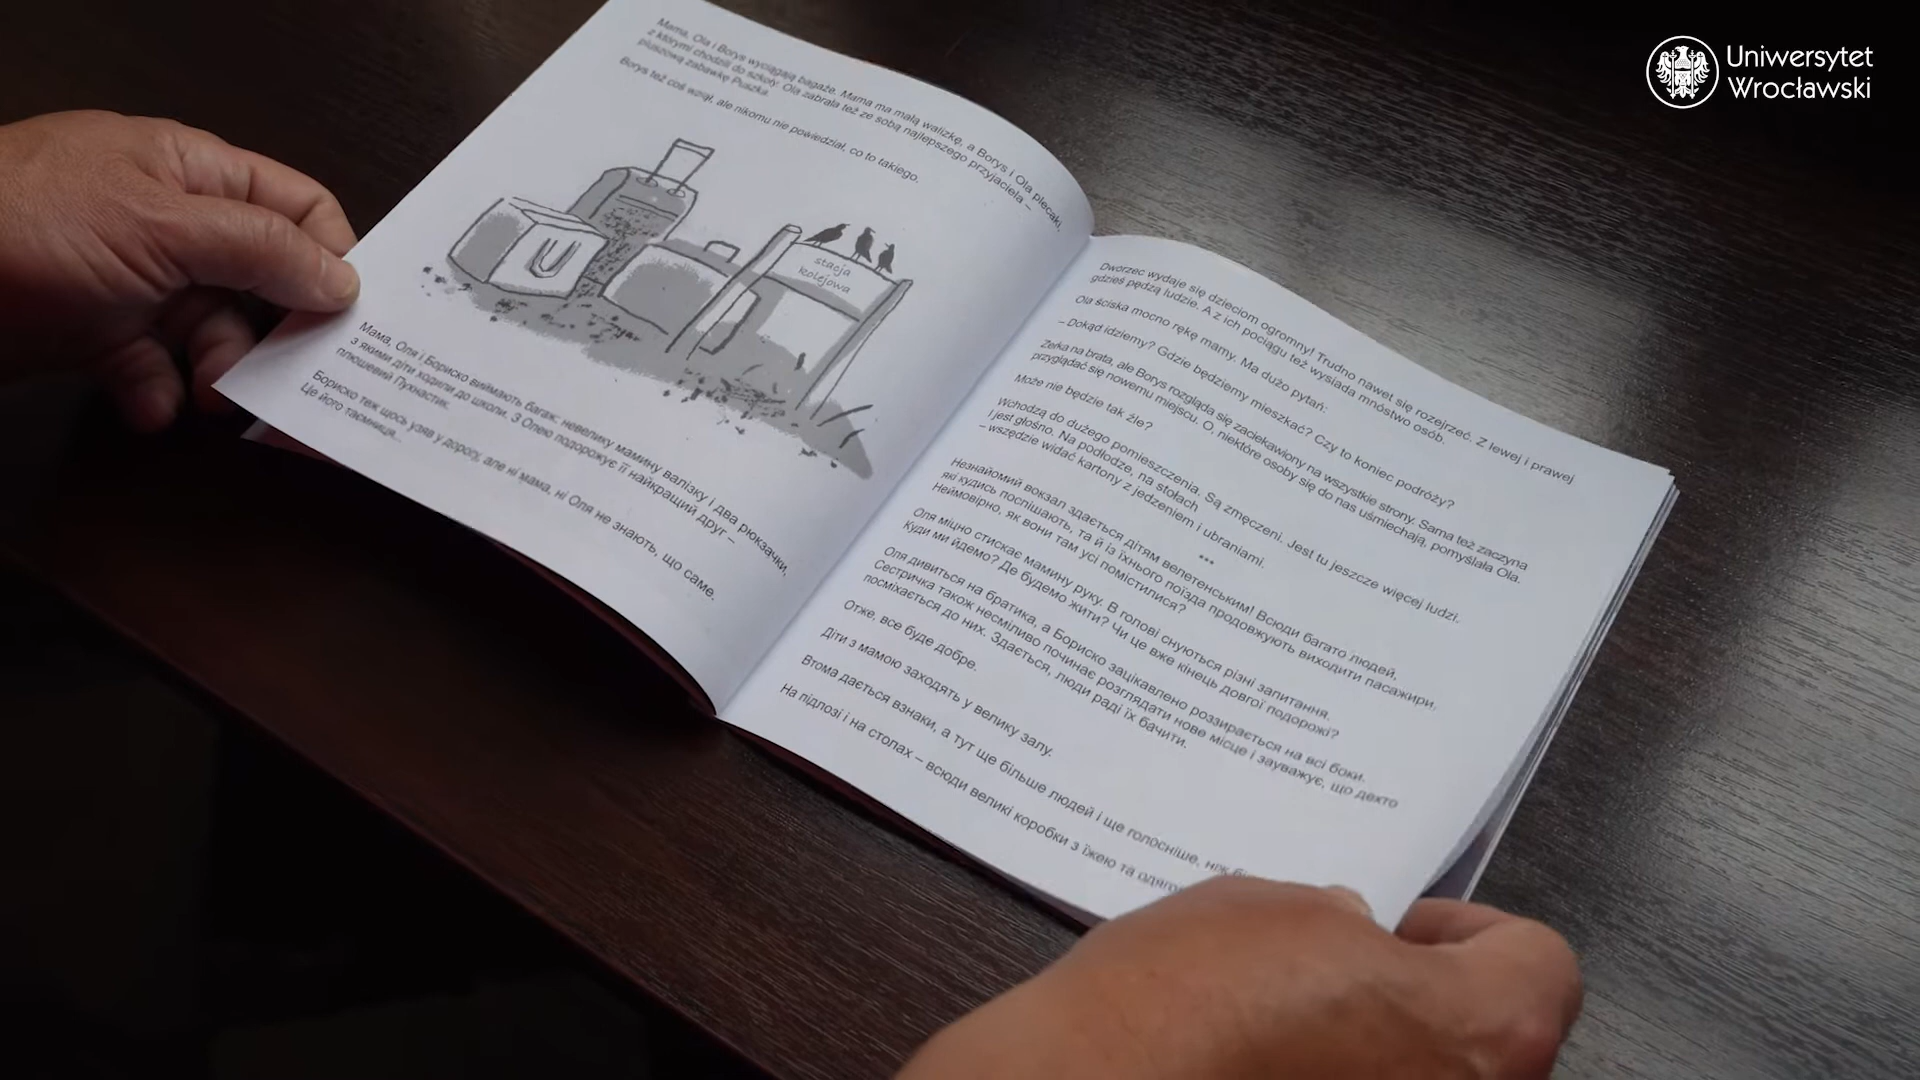 Uniwersytet
Wrocławski
Mama, Ola i Borys wyciągają bagaże. Mama ma małą walizkę, a Borys i Ola plecaki,
z którymi chodzili do szkoły. Ola zabrała też ze sobą najlepszego przyjaciela –
pluszową zabawkę Puszka.
Borys też coś wziął, ale nikomu nie powiedział, co to takiego.
stacja
kolejowa
Мама, Оля і Бориско виймають багаж: невелику мамину валізку і два рюкзачки,
з якими діти ходили до школи. З Олею подорожує її найкращий друг –
плюшевий Пухнастик.
Бориско теж щось узяв у дорогу, але ні мама, ні Оля не знають, що саме.
Це його таємниця...
Dworzec wydaje się dzieciom ogromny! Trudno nawet się rozejrzeć. Z lewej i prawej
gdzieś pędzą ludzie. A z ich pociągu też wysiada mnóstwo osób.
Ola ściska mocno rękę mamy. Ma dużo pytań:
– Dokąd idziemy? Gdzie będziemy mieszkać? Czy to koniec podróży?
Zerka na brata, ale Borys rozgląda się zaciekawiony na wszystkie strony. Sama też zaczyna
przyglądać się nowemu miejscu. O, niektóre osoby się do nas uśmiechają, pomyślała Ola.
Może nie będzie tak źle?
Wchodzą do dużego pomieszczenia. Są zmęczeni. Jest tu jeszcze więcej ludzi.
I jest głośno. Na podłodze, na stołach
– wszędzie widać kartony z jedzeniem i ubraniami.
***
Незнайомий вокзал здається дітям велетенським! Всюди багато людей,
які кудись поспішають, та й із їхнього поїзда продовжують виходити пасажири.
Неймовірно, як вони там усі помістилися?
Оля міцно стискає мамину руку. В голові снуються різні запитання.
Куди ми йдемо? Де будемо жити? Чи це вже кінець довгої подорожі?
Оля дивиться на братика, а Бориско зацікавлено роззирається на всі боки.
Сестричка також несміливо починає розглядати нове місце і зауважує, що дехто
посміхається до них. Здається, люди раді їх бачити.
Отже, все буде добре.
Діти з мамою заходять у велику залу.
Втома дається взнаки, а тут ще більше людей і ще голосніше, ніж
На підлозі і на столах – всюди великі коробки з їжею та